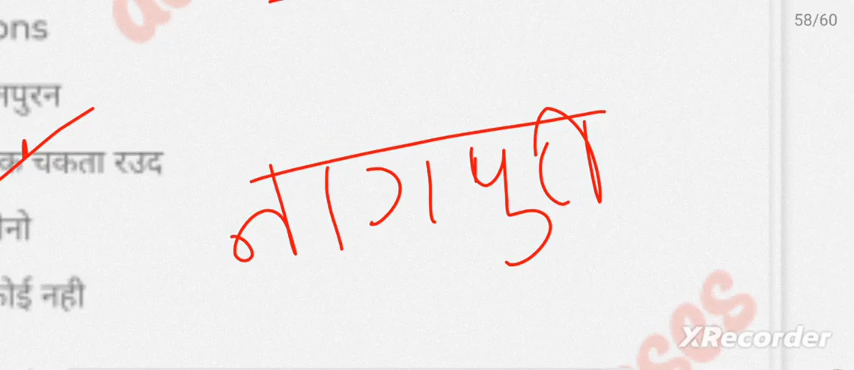 58/60
ons
नपुरन
क चकता रउद
नागपुरी
नो
कोई नही
XRecorder